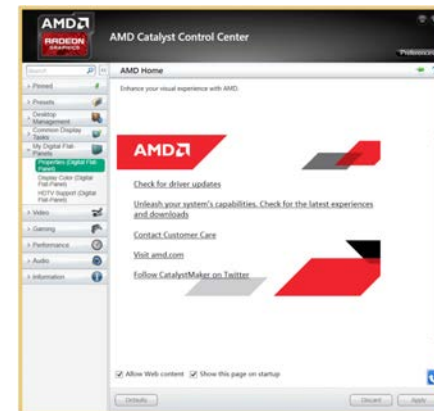 AMD
RADEON
GRAPHICS
AMD Catalyst Control Center
Preferences
Search
AMD Home
Enhance your visual experience with AMD.
Pinned
Presets
Desktop
Management
Common Display
Tasks
My Digital Flat-
Panels
Properties (Digital Flat-
Panel)
Display Color (Digital
Flat-Panel)
HDTV Support (Digital
Flat-Panel)
Video
Gaming
Performance
Audio
Information
AMD
Check for driver updates
Unleash your system's capabilities. Check for the latest experiences
and downloads
Contact Customer Care
Visit amd.com
Follow CatalystMaker on Twitter
Allow Web content
Show this page on startup
Defaults
Discard
Apply